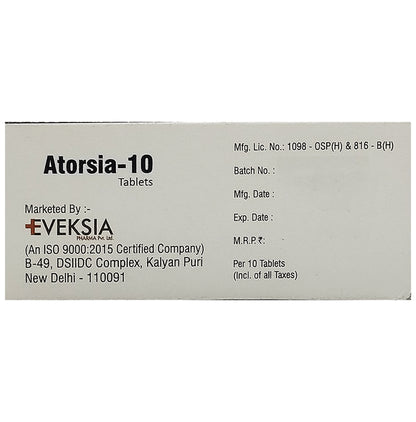 Atorsia-10
Tablets
Marketed By :-
EVEKSIA
PHARMA Pvt. Ltd.
(An ISO 9000:2015 Certified Company)
B-49, DSIIDC Complex, Kalyan Puri
New Delhi - 110091
Mfg. Lic. No.: 1098 - OSP(H) & 816 - B(H)
Batch No. :
Mfg. Date :
Exp. Date :
M.R.P. ₹:
Per 10 Tablets
(Incl. of all Taxes)